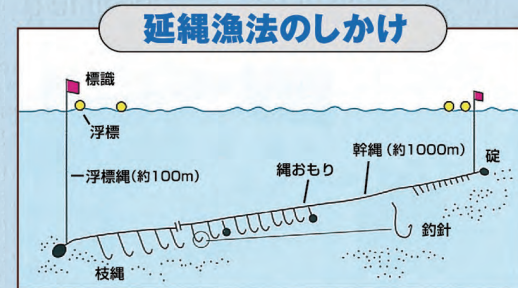 延縄漁法のしかけ
標識
浮標
浮標縄(約100m)
縄おもり
幹縄(約1000m)
碇
釣針
枝縄